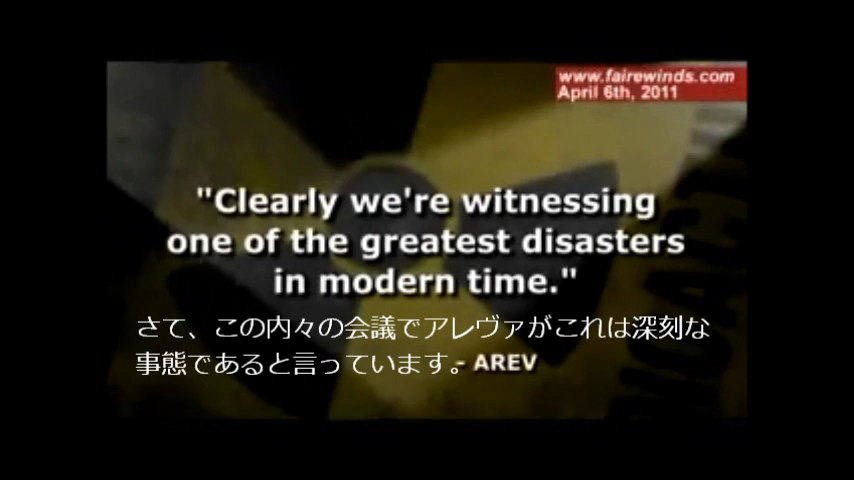 www.fairewinds.com
April 6th, 2011
"Clearly we're witnessing
one of the greatest disasters
in modern time."
さて、この内々の会議でアレヴァがこれは深刻な
事態であると言っています。- AREV